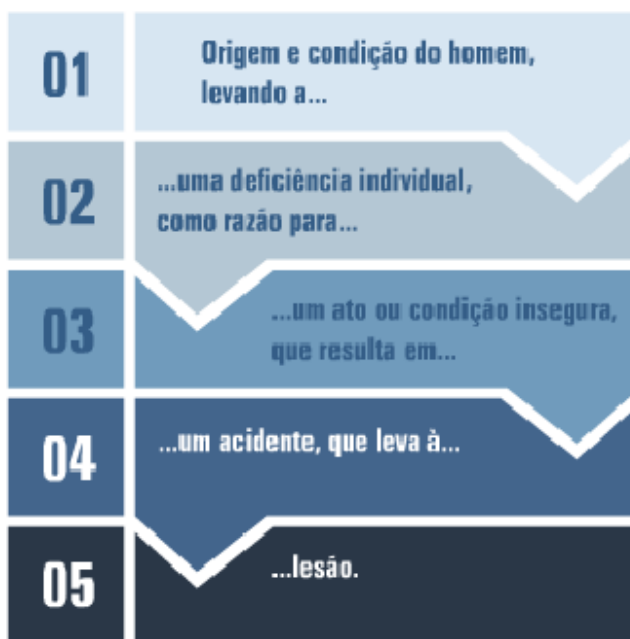 01
Origem e condição do homem,
levando a...
02
...uma deficiência individual,
como razão para...
03
...um ato ou condição insegura,
que resulta em...
04
...um acidente, que leva à...
05
...lesão.